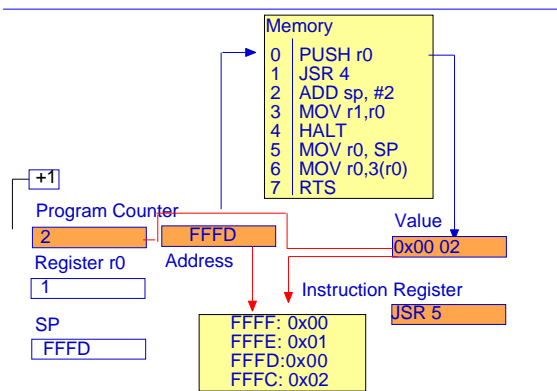 Memory
0 PUSH r0
1 JSR 4
2 ADD sp, #2
3 MOV r1,r0
4 HALT
5 MOV r0, SP
6 MOV r0,3(r0)
7 RTS
+1
Program Counter
2
FFFD
Address
Value
0x00 02
Register r0
1
Instruction Register
JSR 5
SP
FFFD
FFFF: 0x00
FFFE: 0x01
FFFD:0x00
FFFC: 0x02